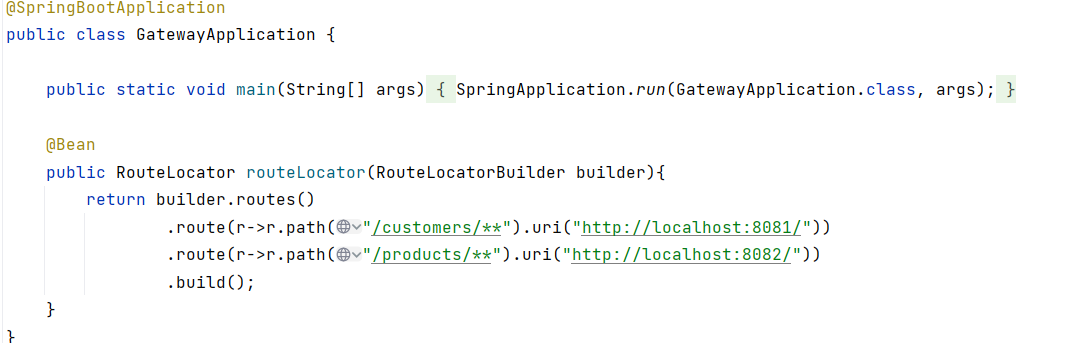 @SpringBootApplication
public class GatewayApplication {
public static void main(String[] args) { SpringApplication.run(GatewayApplication.class, args); }
@Bean
public RouteLocator routeLocator(RouteLocatorBuilder builder){
return builder.routes()
.route(r->r.path("/customers/**").uri("http://localhost:8081/"))
.route(r->r.path("/products/**").uri("http://localhost:8082/"))
.build();
}
}